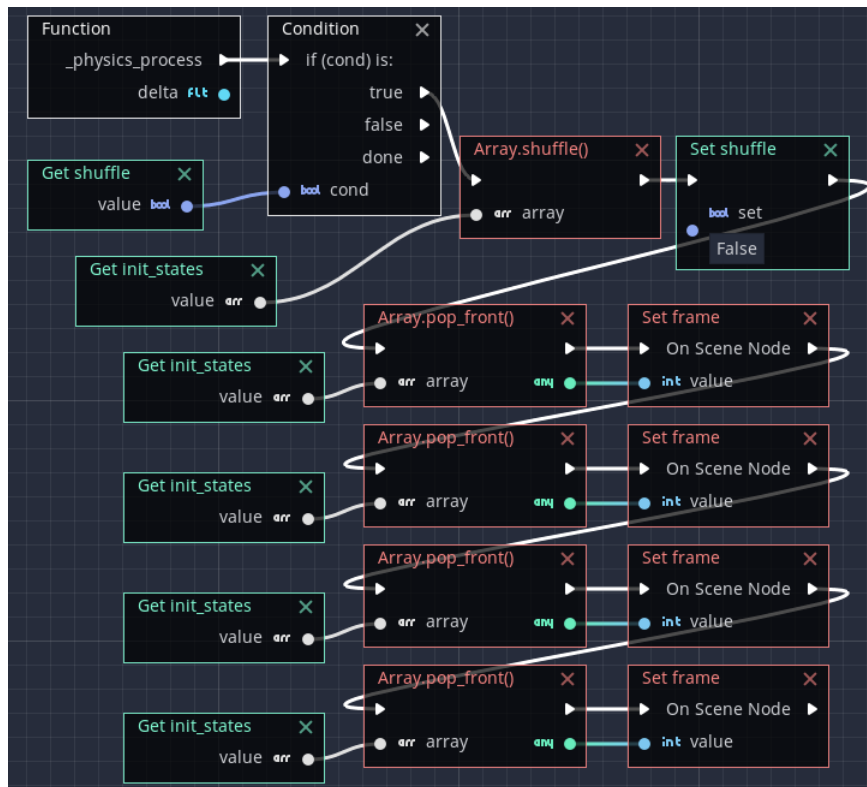 Function
_physics_process
delta flt
Condition
if (cond) is:
true
false
done
bool cond
Get shuffle
value bool
Array.shuffle()
arr array
Set shuffle
bool set
False
Get init_states
value arr
Array.pop_front()
arr array
any
Set frame
On Scene Node
int value
Get init_states
value arr
Array.pop_front()
arr array
any
Set frame
On Scene Node
int value
Get init_states
value arr
Array.pop_front()
arr array
any
Set frame
On Scene Node
int value
Get init_states
value arr
Array.pop_front()
arr array
any
Set frame
On Scene Node
int value
Get init_states
value arr